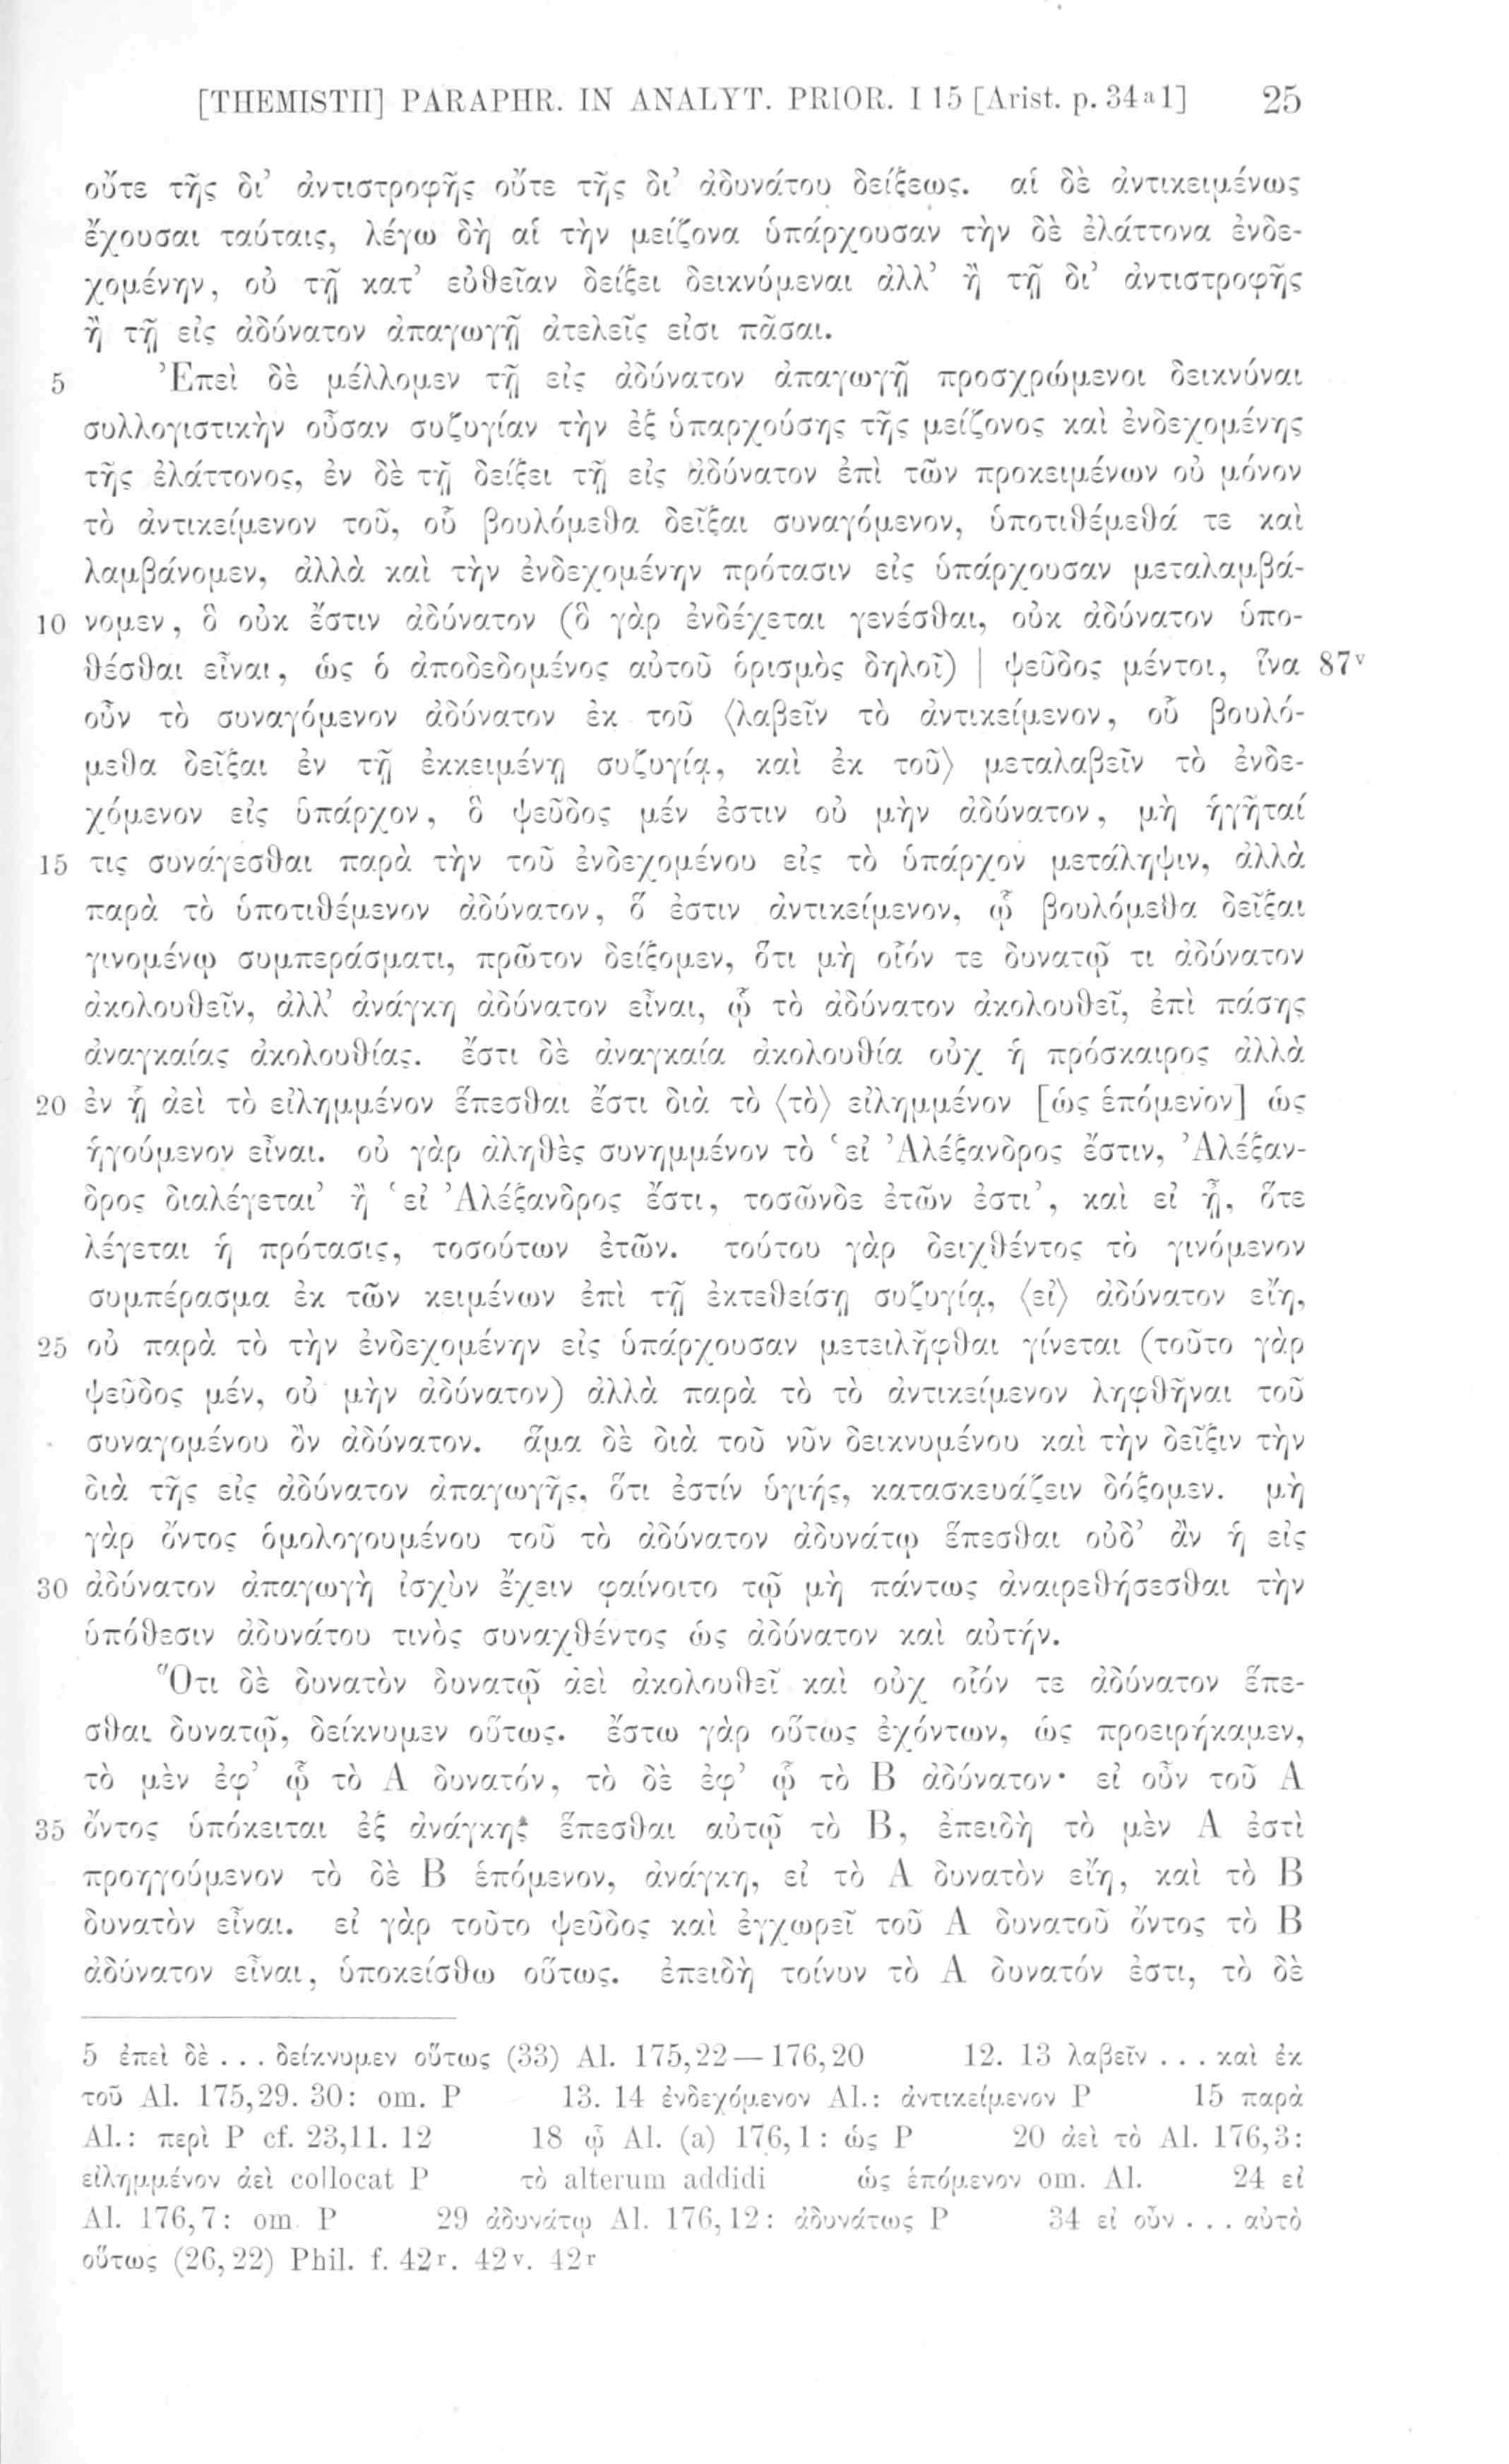 [THEMISTII] PARAPHR. IN ANALYT. PRIOR. I 15 [Arist. p. 34a1] 25
οὔτε τῆς δι’ ἀντιστροφῆς οὔτε τῆς δι’ ἀδυνάτου δείξεως. αἱ δὲ ἀντικειμένως
ἔχουσαι ταύταις, λέγω δὴ αἱ τὴν μείζονα ὑπάρχουσαν τὴν δὲ ἐλάττονα ἐνδε-
χομένην, οὐ τῇ κατ’ εὐθεῖαν δείξει δεικνύμεναι ἀλλ’ ἢ τῇ δι’ ἀντιστροφῆς
ἢ τῇ εἰς ἀδύνατον ἀπαγωγῇ ἀτελεῖς εἰσι πᾶσαι.
5 Ἐπεὶ δὲ μέλλομεν τῇ εἰς ἀδύνατον ἀπαγωγῇ προσχρώμενοι δεικνύναι
συλλογιστικὴν οὖσαν συζυγίαν τὴν ἐξ ὑπαρχούσης τῆς μείζονος καὶ ἐνδεχομένης
τῆς ἐλάττονος, ἐν δὲ τῇ δείξει τῇ εἰς ἀδύνατον ἐπὶ τῶν προκειμένων οὐ μόνον
τὸ ἀντικείμενον τοῦ, οὗ βουλόμεθα δεῖξαι συναγόμενον, ὑποτιθέμεθά τε καὶ
λαμβάνομεν, ἀλλὰ καὶ τὴν ἐνδεχομένην πρότασιν εἰς ὑπάρχουσαν μεταλαμβά-
10 νομεν, ὃ οὐκ ἔστιν ἀδύνατον (ὃ γὰρ ἐνδέχεται γενέσθαι, οὐκ ἀδύνατον ὑπο-
θέσθαι εἶναι, ὡς ὁ ἀποδεδομένος αὐτοῦ ὁρισμὸς δηλοῖ) | ψεῦδος μέντοι, ἵνα 87v
οὖν τὸ συναγόμενον ἀδύνατον ἐκ τοῦ ⟨λαβεῖν τὸ ἀντικείμενον, οὗ βουλό-
μεθα δεῖξαι ἐν τῇ ἐκκειμένῃ συζυγίᾳ, καὶ ἐκ τοῦ⟩ μεταλαβεῖν τὸ ἐνδε-
χόμενον εἰς ὑπάρχον, ὃ ψεῦδος μέν ἐστιν οὐ μὴν ἀδύνατον, μὴ ἡγῆταί
15 τις συνάγεσθαι παρὰ τὴν τοῦ ἐνδεχομένου εἰς τὸ ὑπάρχον μετάληψιν, ἀλλὰ
παρὰ τὸ ὑποτιθέμενον ἀδύνατον, ὅ ἐστιν ἀντικείμενον, ᾧ βουλόμεθα δεῖξαι
γινομένῳ συμπεράσματι, πρῶτον δείξομεν, ὅτι μὴ οἷόν τε δυνατῷ τι ἀδύνατον
ἀκολουθεῖν, ἀλλ’ ἀνάγκη ἀδύνατον εἶναι, ᾧ τὸ ἀδύνατον ἀκολουθεῖ, ἐπὶ πάσης
ἀναγκαίας ἀκολουθίας. ἔστι δὲ ἀναγκαία ἀκολουθία οὐχ ἡ πρόσκαιρος ἀλλὰ
20 ἐν ᾗ ἀεὶ τὸ εἰλημμένον ἕπεσθαι ἔστι διὰ τὸ ⟨τὸ⟩ εἰλημμένον [ὡς ἑπόμενον] ὡς
ἡγούμενον εἶναι. οὐ γὰρ ἀληθὲς συνημμένον τὸ ‘εἰ Ἀλέξανδρος ἔστιν, Ἀλέξαν-
δρος διαλέγεται’ ἢ ‘εἰ Ἀλέξανδρος ἔστι, τοσῶνδε ἐτῶν ἐστι’, καὶ εἰ ᾖ, ὅτε
λέγεται ἡ πρότασις, τοσούτων ἐτῶν. τούτου γὰρ δειχθέντος τὸ γινόμενον
συμπέρασμα ἐκ τῶν κειμένων ἐπὶ τῇ ἐκτεθείσῃ συζυγίᾳ, ⟨εἰ⟩ ἀδύνατον εἴη,
25 οὐ παρὰ τὸ τὴν ἐνδεχομένην εἰς ὑπάρχουσαν μετειλῆφθαι γίνεται (τοῦτο γὰρ
ψεῦδος μέν, οὐ μὴν ἀδύνατον) ἀλλὰ παρὰ τὸ τὸ ἀντικείμενον ληφθῆναι τοῦ
συναγομένου ὂν ἀδύνατον. ἅμα δὲ διὰ τοῦ νῦν δεικνυμένου καὶ τὴν δεῖξιν τὴν
διὰ τῆς εἰς ἀδύνατον ἀπαγωγῆς, ὅτι ἐστίν ὑγιής, κατασκευάζειν δόξομεν. μὴ
γὰρ ὄντος ὁμολογουμένου τοῦ τὸ ἀδύνατον ἀδυνάτῳ ἕπεσθαι οὐδ’ ἂν ἡ εἰς
30 ἀδύνατον ἀπαγωγὴ ἰσχὺν ἔχειν φαίνοιτο τῷ μὴ πάντως ἀναιρεθήσεσθαι τὴν
ὑπόθεσιν ἀδυνάτου τινὸς συναχθέντος ὡς ἀδύνατον καὶ αὐτήν.
Ὅτι δὲ δυνατὸν δυνατῷ ἀεὶ ἀκολουθεῖ καὶ οὐχ οἷόν τε ἀδύνατον ἕπε-
σθαι δυνατῷ, δείκνυμεν οὕτως. ἔστω γὰρ οὕτως ἐχόντων, ὡς προειρήκαμεν,
τὸ μὲν ἐφ’ ᾧ τὸ Α δυνατόν, τὸ δὲ ἐφ’ ᾧ τὸ Β ἀδύνατον· εἰ οὖν τοῦ Α
35 ὄντος ὑπόκειται ἐξ ἀνάγκης ἕπεσθαι αὐτῷ τὸ Β, ἐπειδὴ τὸ μὲν Α ἐστὶ
προηγούμενον τὸ δὲ Β ἑπόμενον, ἀνάγκη, εἰ τὸ Α δυνατὸν εἴη, καὶ τὸ Β
δυνατὸν εἶναι. εἰ γὰρ τοῦτο ψεῦδος καὶ ἐγχωρεῖ τοῦ Α δυνατοῦ ὄντος τὸ Β
ἀδύνατον εἶναι, ὑποκείσθω οὕτως. ἐπειδὴ τοίνυν τὸ Α δυνατόν ἐστι, τὸ δὲ
5 ἐπεὶ δὲ . . . δείκνυμεν οὕτως (33) Al. 175,22—176,20 12. 13 λαβεῖν . . . καὶ ἐκ
τοῦ Al. 175,29. 30: om. P 13. 14 ἐνδεχόμενον Al.: ἀντικείμενον P 15 παρὰ
Al.: περὶ P cf. 23,11. 12 18 ᾧ Al. (a) 176,1: ὡς P 20 ἀεὶ τὸ Al. 176,3:
εἰλημμένον ἀεὶ collocat P τὸ alterum addidi ὡς ἑπόμενον om. Al. 24 εἰ
Al. 176,7: om. P 29 ἀδυνάτῳ Al. 176,12: ἀδυνάτως P 34 εἰ οὖν . . . αὐτὸ
οὕτως (26,22) Phil. f. 42r. 42v. 42r